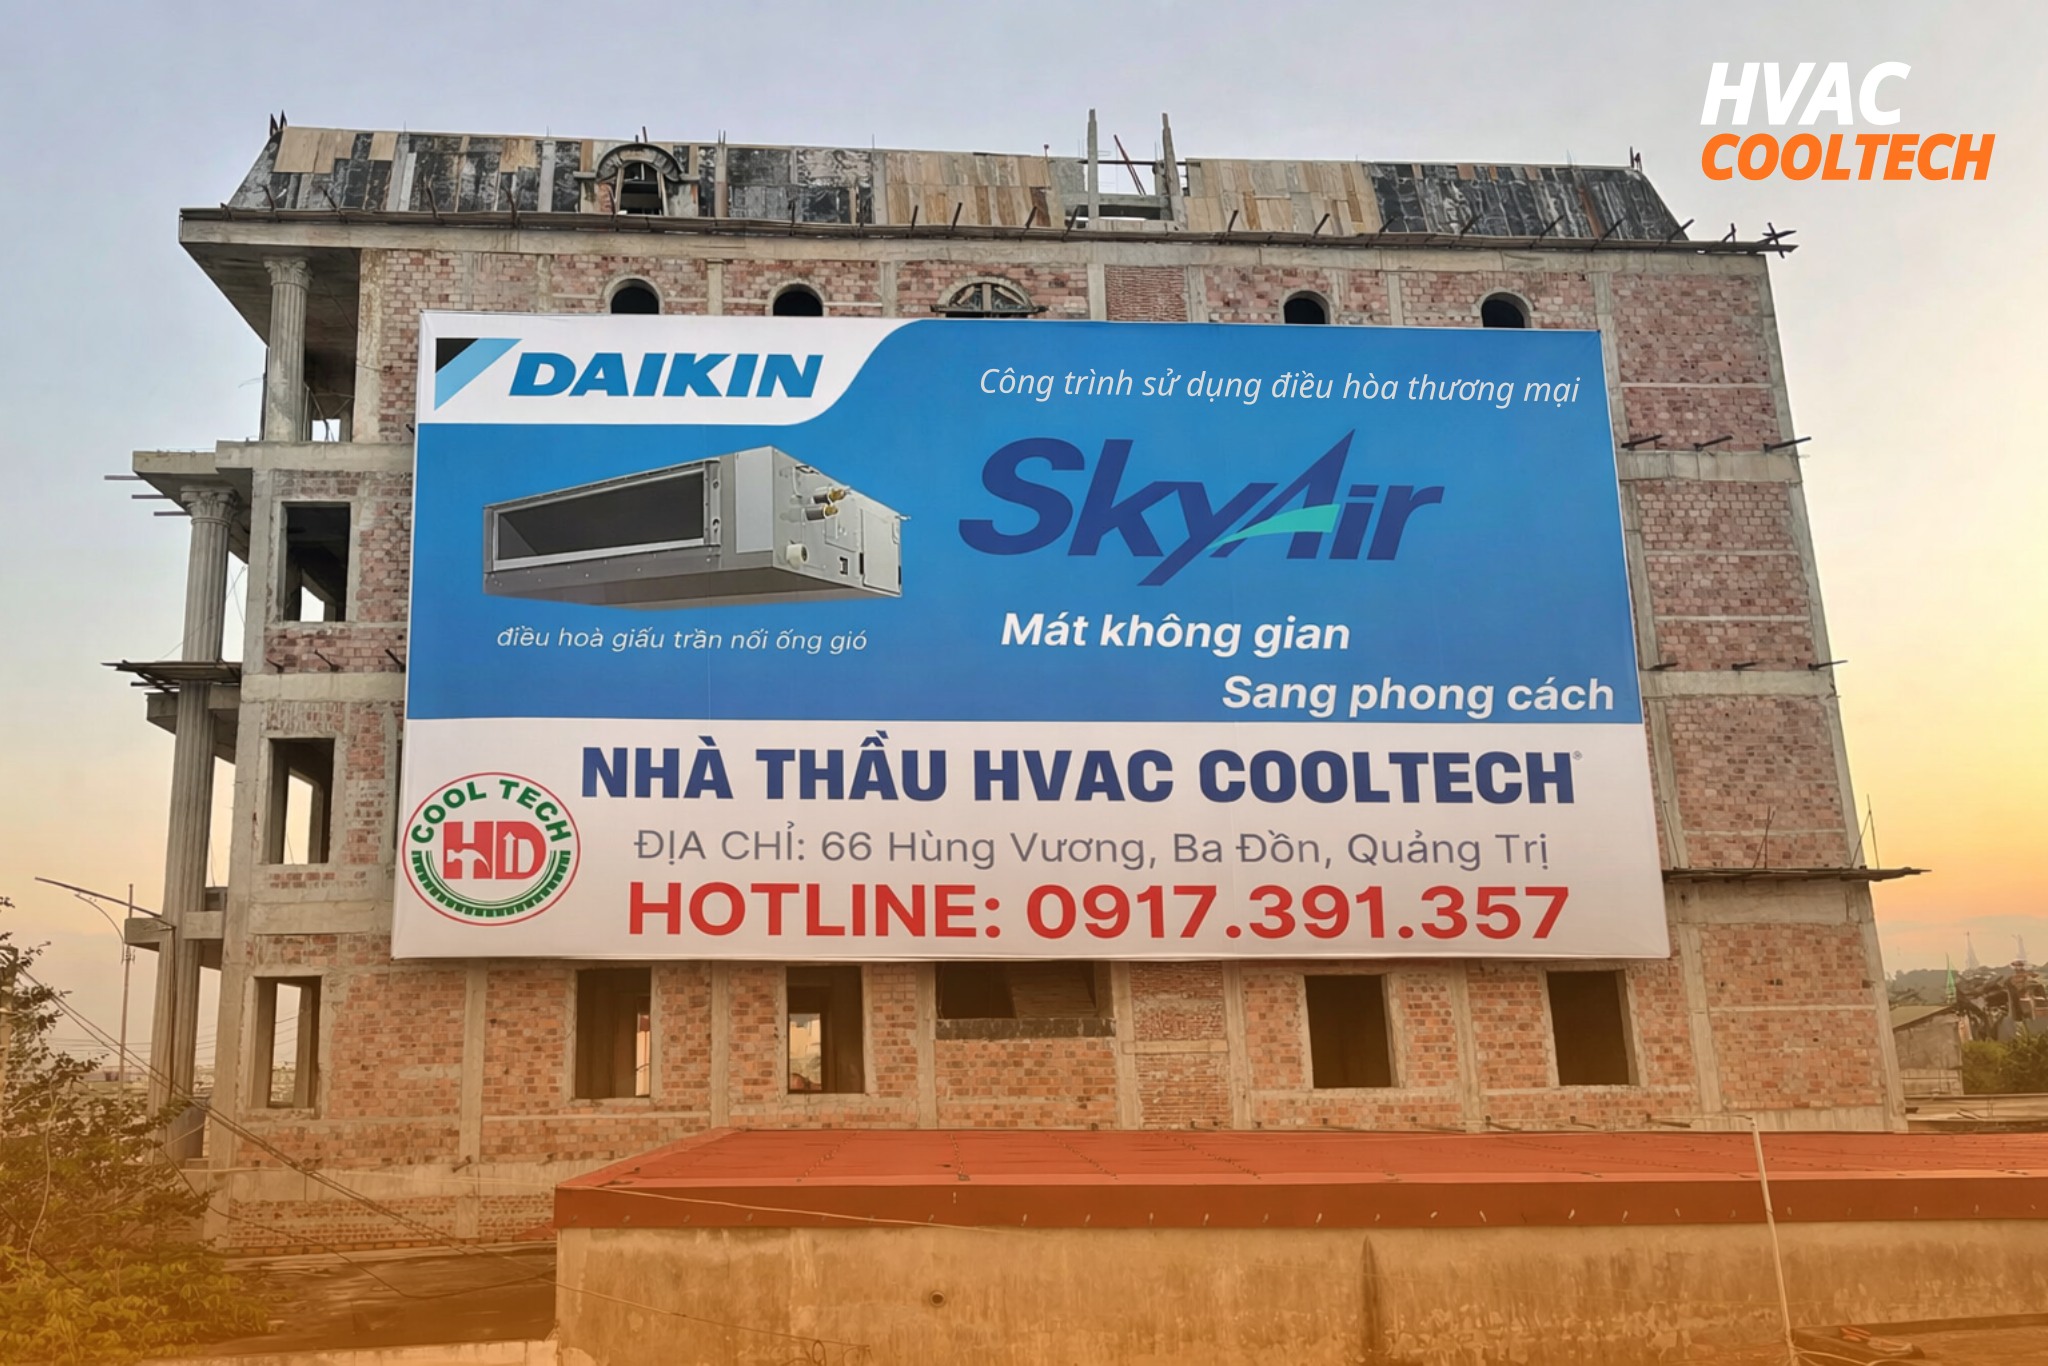 HVAC
COOLTECH
DAIKIN
Công trình sử dụng điều hòa thương mại
SkyAir
điều hoà giấu trần nối ống gió
Mát không gian
Sang phong cách
NHÀ THẦU HVAC COOLTECH®
COOL TECH
HD
ĐỊA CHỈ: 66 Hùng Vương, Ba Đồn, Quảng Trị
HOTLINE: 0917.391.357